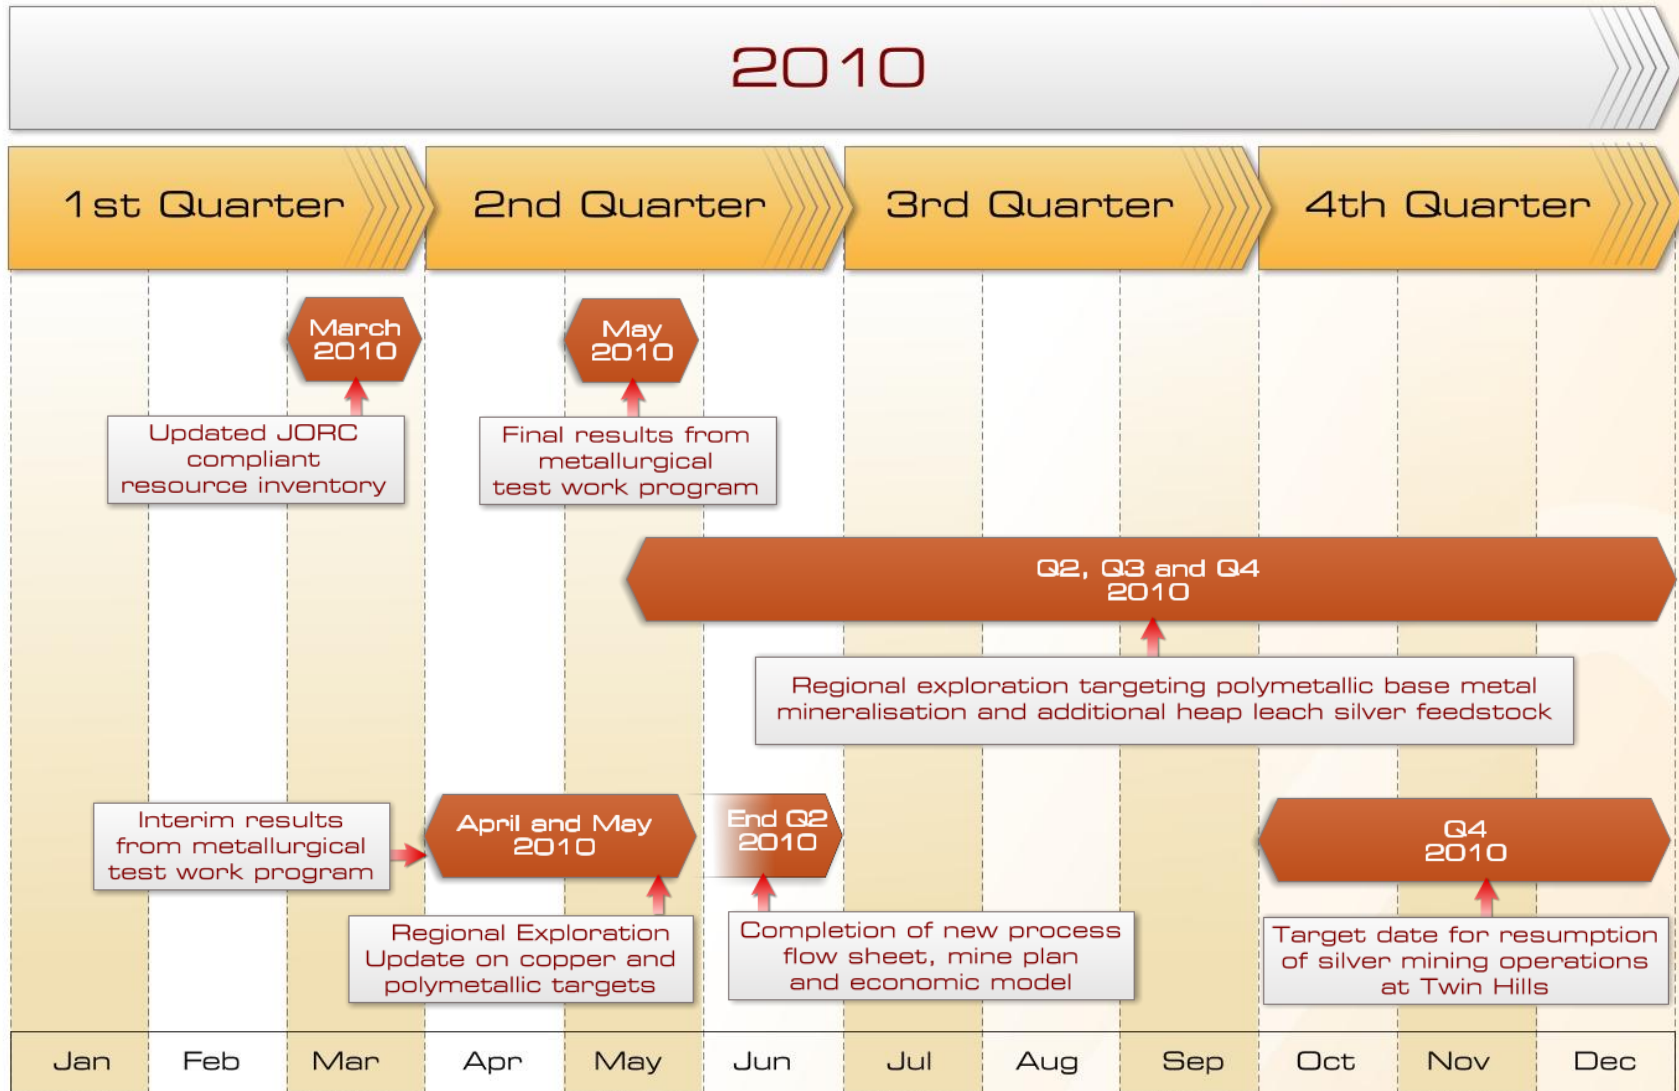 2010
1st Quarter
2nd Quarter
3rd Quarter
4th Quarter
March
2010
May
2010
Updated JORC
compliant
resource inventory
Final results from
metallurgical
test work program
Q2, Q3 and Q4
2010
Regional exploration targeting polymetallic base metal
mineralisation and additional heap leach silver feedstock
Interim results
from metallurgical
test work program
April and May
2010
End Q2
2010
Q4
2010
Regional Exploration
Update on copper and
polymetallic targets
Completion of new process
flow sheet, mine plan
and economic model
Target date for resumption
of silver mining operations
at Twin Hills
Jan
Feb
Mar
Apr
May
Jun
Jul
Aug
Sep
Oct
Nov
Dec